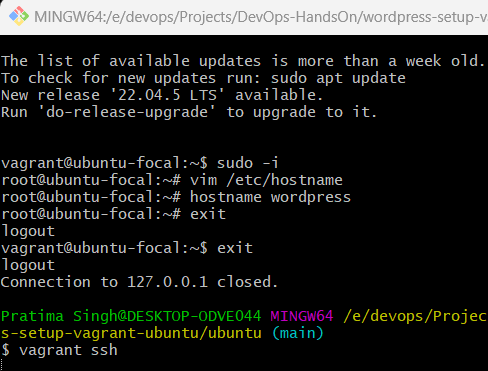 MINGW64:/e/devops/Projects/DevOps-HandsOn/wordpress-setup-v
The list of available updates is more than a week old.
To check for new updates run: sudo apt update
New release '22.04.5 LTS' available.
Run 'do-release-upgrade' to upgrade to it.
vagrant@ubuntu-focal:~$ sudo -i
root@ubuntu-focal:~# vim /etc/hostname
root@ubuntu-focal:~# hostname wordpress
root@ubuntu-focal:~# exit
logout
vagrant@ubuntu-focal:~$ exit
logout
Connection to 127.0.0.1 closed.
Pratima Singh@DESKTOP-ODVE044 MINGW64 /e/devops/Projec
s-setup-vagrant-ubuntu/ubuntu (main)
$ vagrant ssh